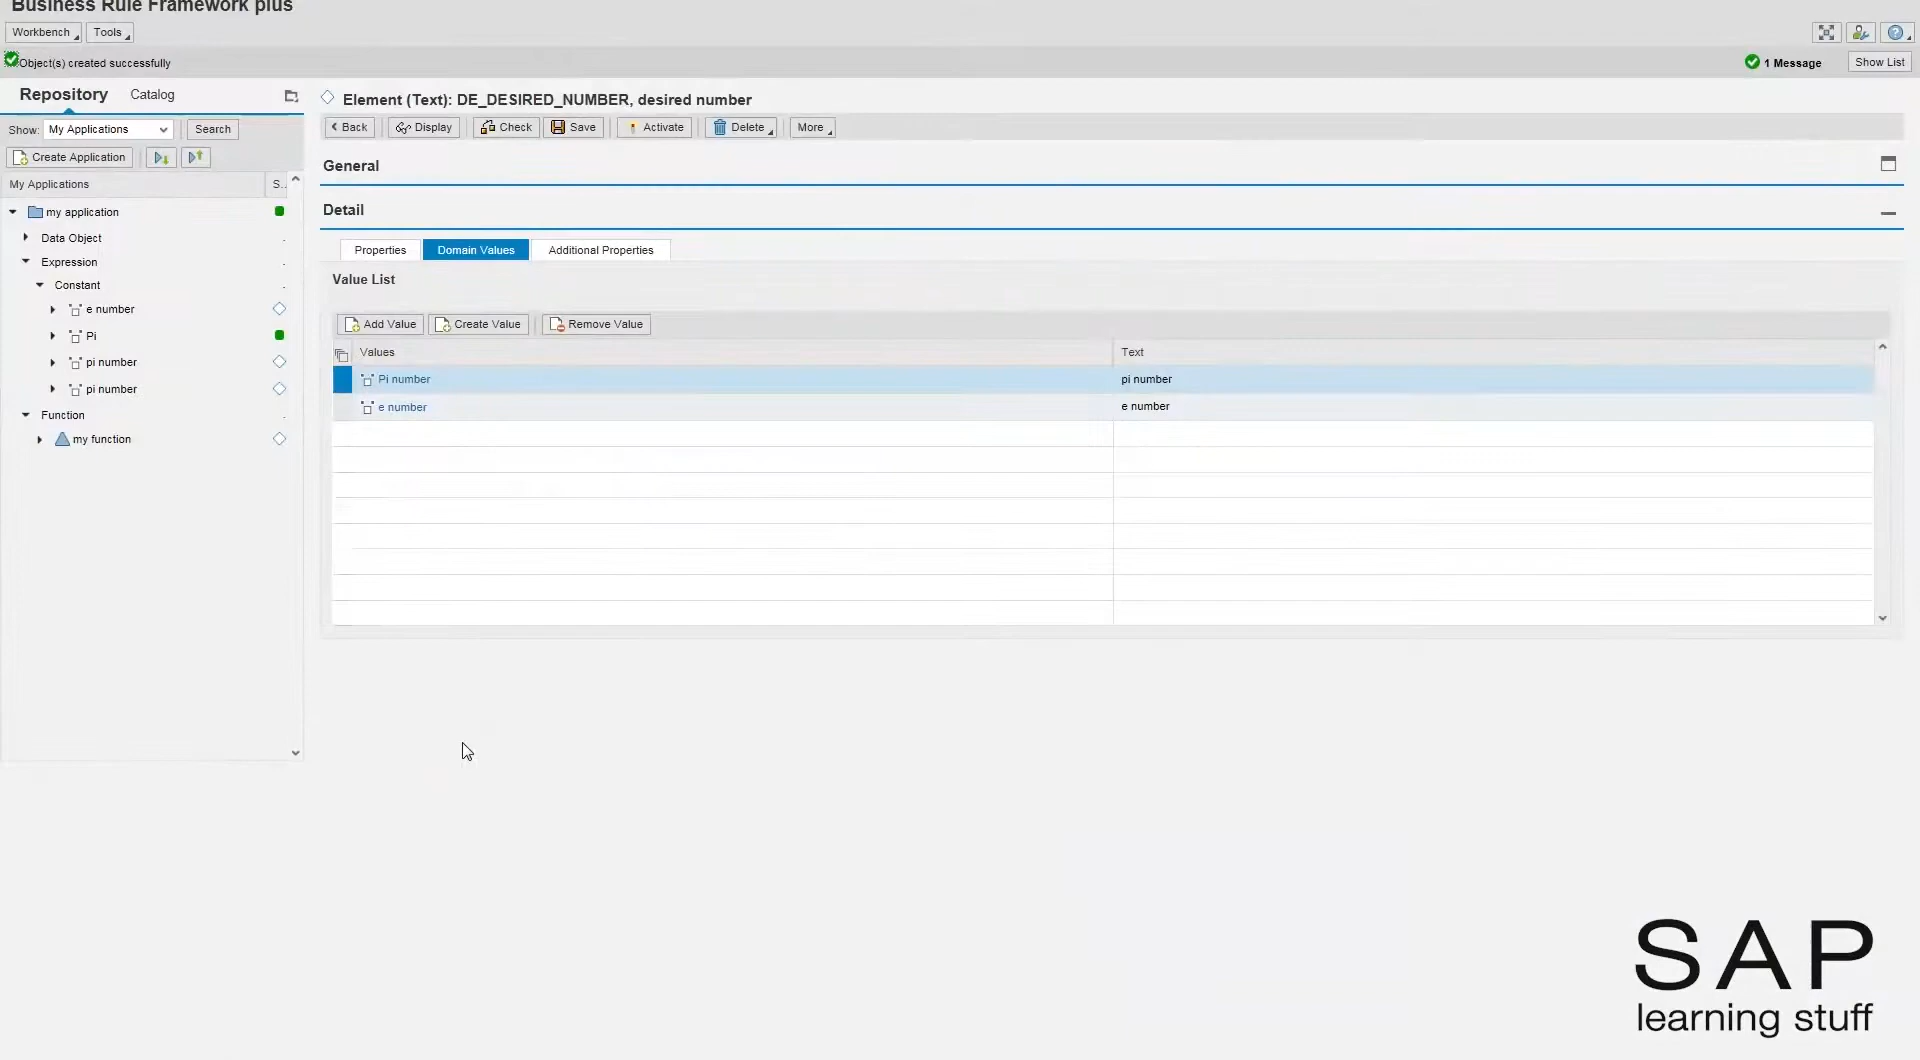 Business Rule Framework plus
Workbench Tools
Object(s) created successfully 1 Message Show List
Repository Catalog
Element (Text): DE_DESIRED_NUMBER, desired number
Show: My Applications Search
Back Display Check Save Activate Delete More
Create Application
General
My Applications S..
Detail
my application
Data Object
Expression
Constant
e number
Pi
pi number
pi number
Function
my function
Properties Domain Values Additional Properties
Value List
Add Value Create Value Remove Value
Values Text
Pi number pi number
e number e number
SAP
learning stuff